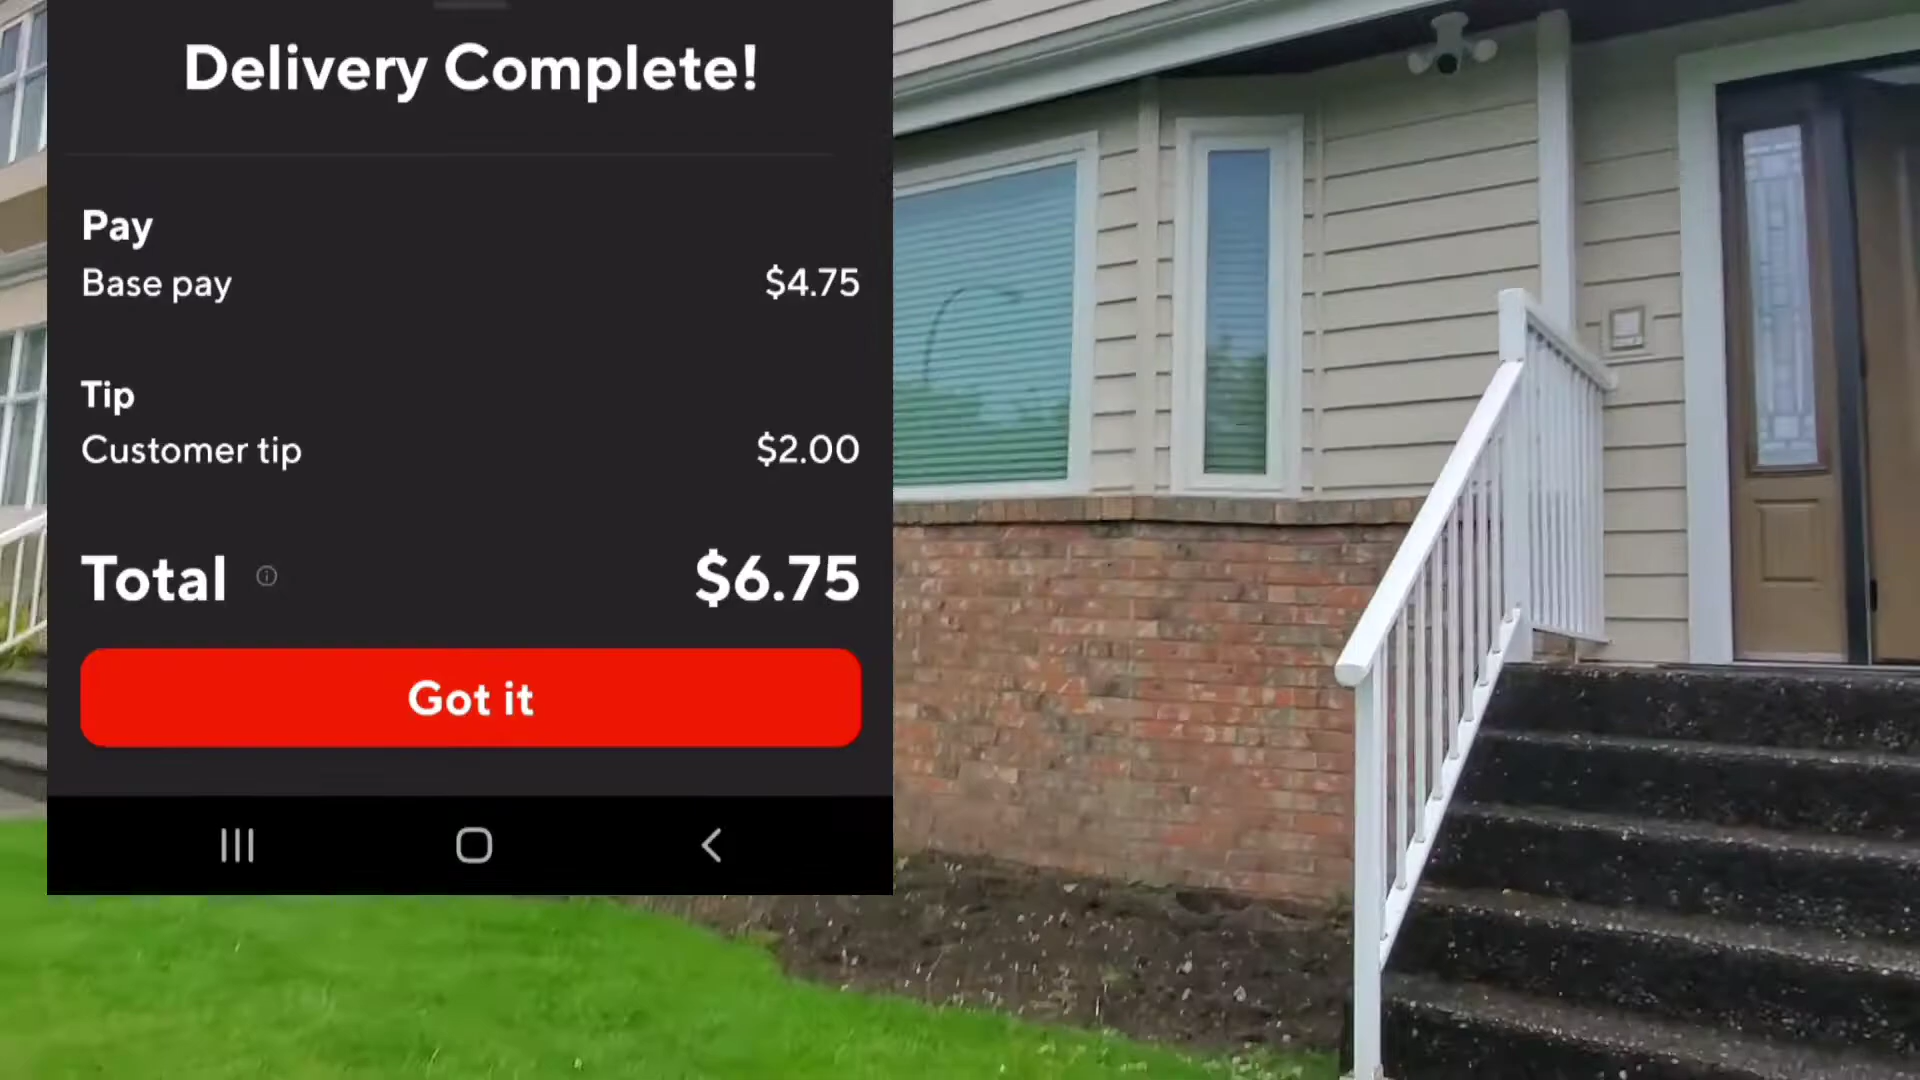 Delivery Complete!
Pay
Base pay $4.75
Tip
Customer tip $2.00
Total $6.75
Got it